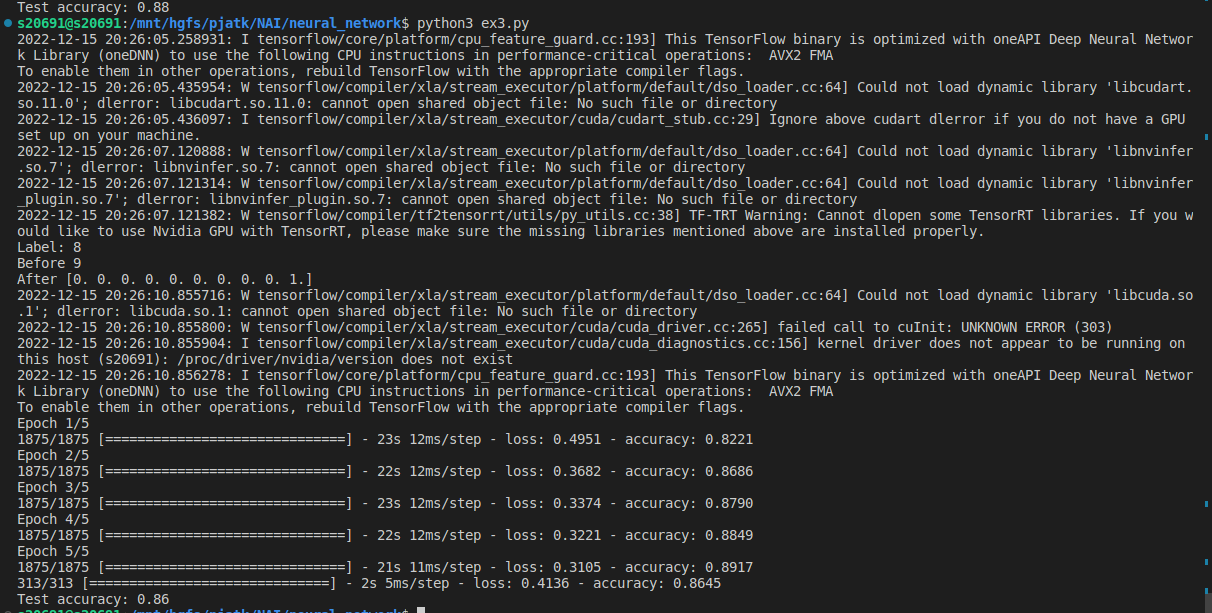 Test accuracy: 0.88
s20691@s20691:/mnt/hgfs/pjatk/NAI/neural_network$ python3 ex3.py
2022-12-15 20:26:05.258931: I tensorflow/core/platform/cpu_feature_guard.cc:193] This TensorFlow binary is optimized with oneAPI Deep Neural Networ
k Library (oneDNN) to use the following CPU instructions in performance-critical operations:  AVX2 FMA
To enable them in other operations, rebuild TensorFlow with the appropriate compiler flags.
2022-12-15 20:26:05.435954: W tensorflow/compiler/xla/stream_executor/platform/default/dso_loader.cc:64] Could not load dynamic library 'libcudart.
so.11.0'; dlerror: libcudart.so.11.0: cannot open shared object file: No such file or directory
2022-12-15 20:26:05.436097: I tensorflow/compiler/xla/stream_executor/cuda/cudart_stub.cc:29] Ignore above cudart dlerror if you do not have a GPU
set up on your machine.
2022-12-15 20:26:07.120888: W tensorflow/compiler/xla/stream_executor/platform/default/dso_loader.cc:64] Could not load dynamic library 'libnvinfer
.so.7'; dlerror: libnvinfer.so.7: cannot open shared object file: No such file or directory
2022-12-15 20:26:07.121314: W tensorflow/compiler/xla/stream_executor/platform/default/dso_loader.cc:64] Could not load dynamic library 'libnvinfer
_plugin.so.7'; dlerror: libnvinfer_plugin.so.7: cannot open shared object file: No such file or directory
2022-12-15 20:26:07.121382: W tensorflow/compiler/tf2tensorrt/utils/py_utils.cc:38] TF-TRT Warning: Cannot dlopen some TensorRT libraries. If you w
ould like to use Nvidia GPU with TensorRT, please make sure the missing libraries mentioned above are installed properly.
Label: 8
Before 9
After [0. 0. 0. 0. 0. 0. 0. 0. 0. 1.]
2022-12-15 20:26:10.855716: W tensorflow/compiler/xla/stream_executor/platform/default/dso_loader.cc:64] Could not load dynamic library 'libcuda.so
.1'; dlerror: libcuda.so.1: cannot open shared object file: No such file or directory
2022-12-15 20:26:10.855800: W tensorflow/compiler/xla/stream_executor/cuda/cuda_driver.cc:265] failed call to cuInit: UNKNOWN ERROR (303)
2022-12-15 20:26:10.855904: I tensorflow/compiler/xla/stream_executor/cuda/cuda_diagnostics.cc:156] kernel driver does not appear to be running on
this host (s20691): /proc/driver/nvidia/version does not exist
2022-12-15 20:26:10.856278: I tensorflow/core/platform/cpu_feature_guard.cc:193] This TensorFlow binary is optimized with oneAPI Deep Neural Networ
k Library (oneDNN) to use the following CPU instructions in performance-critical operations:  AVX2 FMA
To enable them in other operations, rebuild TensorFlow with the appropriate compiler flags.
Epoch 1/5
1875/1875 [==============================] - 23s 12ms/step - loss: 0.4951 - accuracy: 0.8221
Epoch 2/5
1875/1875 [==============================] - 22s 12ms/step - loss: 0.3682 - accuracy: 0.8686
Epoch 3/5
1875/1875 [==============================] - 23s 12ms/step - loss: 0.3374 - accuracy: 0.8790
Epoch 4/5
1875/1875 [==============================] - 22s 12ms/step - loss: 0.3221 - accuracy: 0.8849
Epoch 5/5
1875/1875 [==============================] - 21s 11ms/step - loss: 0.3105 - accuracy: 0.8917
313/313 [==============================] - 2s 5ms/step - loss: 0.4136 - accuracy: 0.8645
Test accuracy: 0.86
s20691@s20691:/mnt/hgfs/pjatk/NAI/neural_network$